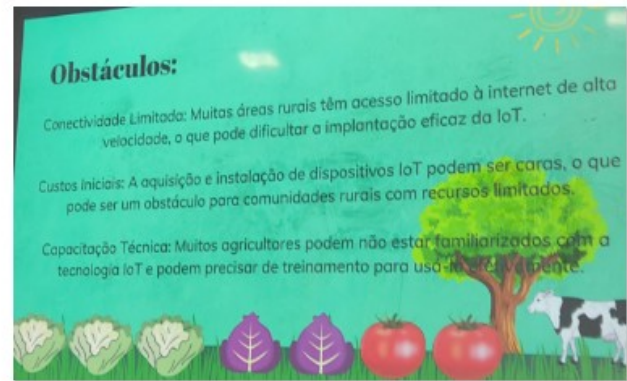 Obstáculos:
Conectividade Limitada: Muitas áreas rurais têm acesso limitado à internet de alta
velocidade, o que pode dificultar a implantação eficaz da IoT.
Custos Iniciais: A aquisição e instalação de dispositivos IoT podem ser caras, o que
pode ser um obstáculo para comunidades rurais com recursos limitados.
Capacitação Técnica: Muitos agricultores podem não estar familiarizados com a
tecnologia IoT e podem precisar de treinamento para usá-la efetivamente.